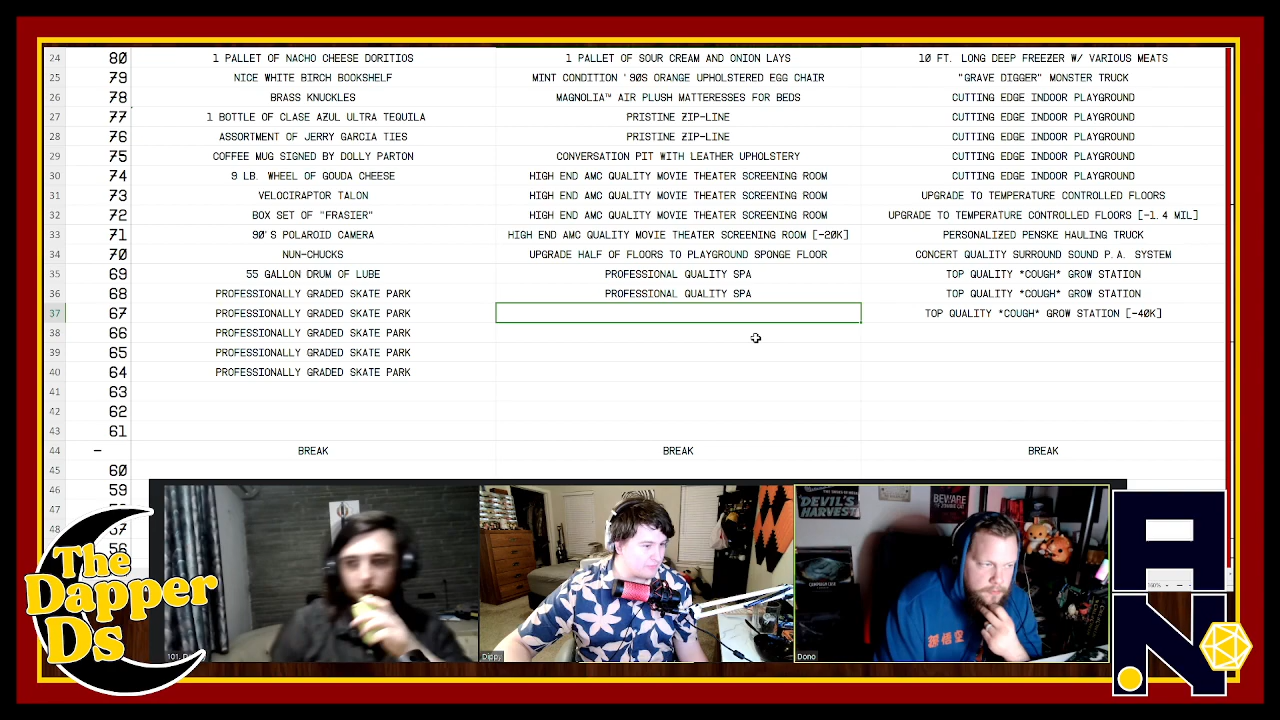 24 80 1 PALLET OF NACHO CHEESE DORITIOS 1 PALLET OF SOUR CREAM AND ONION LAYS 10 FT. LONG DEEP FREEZER W/ VARIOUS MEATS
25 79 NICE WHITE BIRCH BOOKSHELF MINT CONDITION '90S ORANGE UPHOLSTERED EGG CHAIR "GRAVE DIGGER" MONSTER TRUCK
26 78 BRASS KNUCKLES MAGNOLIA™ AIR PLUSH MATTERESSES FOR BEDS CUTTING EDGE INDOOR PLAYGROUND
27 77 1 BOTTLE OF CLASE AZUL ULTRA TEQUILA PRISTINE ZIP-LINE CUTTING EDGE INDOOR PLAYGROUND
28 76 ASSORTMENT OF JERRY GARCIA TIES PRISTINE ZIP-LINE CUTTING EDGE INDOOR PLAYGROUND
29 75 COFFEE MUG SIGNED BY DOLLY PARTON CONVERSATION PIT WITH LEATHER UPHOLSTERY CUTTING EDGE INDOOR PLAYGROUND
30 74 9 LB. WHEEL OF GOUDA CHEESE HIGH END AMC QUALITY MOVIE THEATER SCREENING ROOM CUTTING EDGE INDOOR PLAYGROUND
31 73 VELOCIRAPTOR TALON HIGH END AMC QUALITY MOVIE THEATER SCREENING ROOM UPGRADE TO TEMPERATURE CONTROLLED FLOORS
32 72 BOX SET OF "FRASIER" HIGH END AMC QUALITY MOVIE THEATER SCREENING ROOM UPGRADE TO TEMPERATURE CONTROLLED FLOORS [-1.4 MIL]
33 71 90'S POLAROID CAMERA HIGH END AMC QUALITY MOVIE THEATER SCREENING ROOM [-20K] PERSONALIZED PENSKE HAULING TRUCK
34 70 NUN-CHUCKS UPGRADE HALF OF FLOORS TO PLAYGROUND SPONGE FLOOR CONCERT QUALITY SURROUND SOUND P.A. SYSTEM
35 69 55 GALLON DRUM OF LUBE PROFESSIONAL QUALITY SPA TOP QUALITY *COUGH* GROW STATION
36 68 PROFESSIONALLY GRADED SKATE PARK PROFESSIONAL QUALITY SPA TOP QUALITY *COUGH* GROW STATION
37 67 PROFESSIONALLY GRADED SKATE PARK TOP QUALITY *COUGH* GROW STATION [-40K]
38 66 PROFESSIONALLY GRADED SKATE PARK
39 65 PROFESSIONALLY GRADED SKATE PARK
40 64 PROFESSIONALLY GRADED SKATE PARK
41 63
42 62
43 61
44 – BREAK BREAK BREAK
45 60
46 59
47
48
56
The
Dapper
Ds
DEVIL'S
HARVEST
BEWARE
Dippy
Dono
A
N